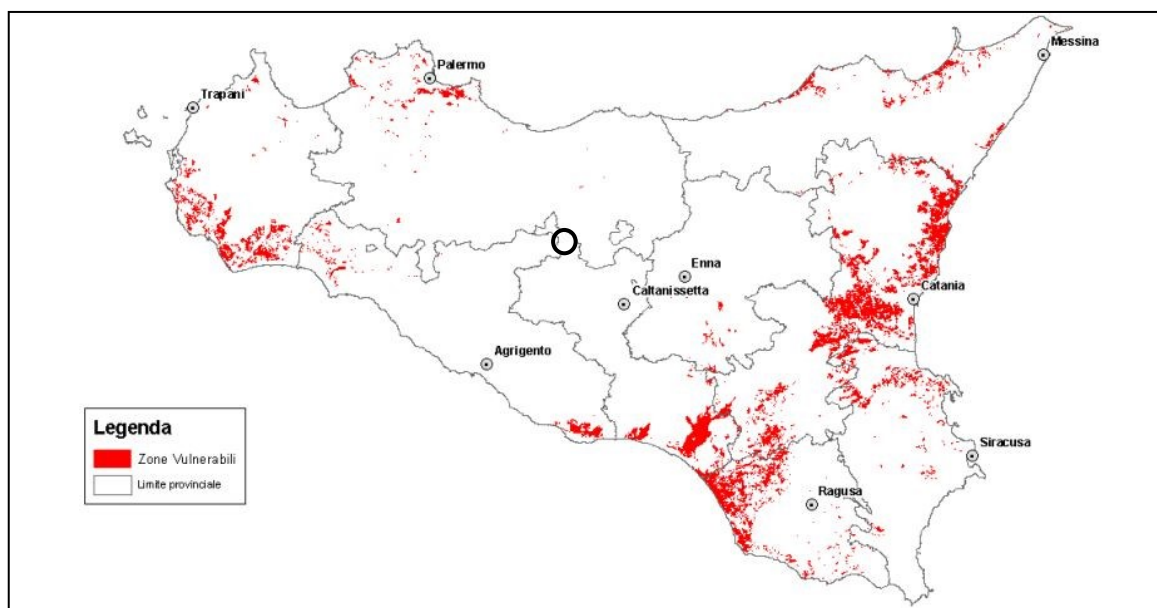 Messina
Palermo
Trapani
Enna
Caltanissetta
Catania
Agrigento
Legenda
Zone Vulnerabili
Limite provinciale
Siracusa
Ragusa